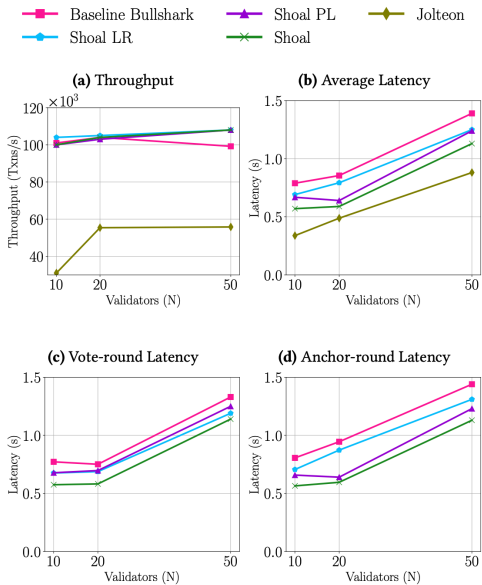 Baseline Bullshark
Shoal PL
Jolteon
Shoal LR
Shoal
(a) Throughput
×10³
120
100
80
60
40
Throughput (Txns/s)
10
20
50
Validators (N)
(b) Average Latency
1.5
1.0
0.5
0.0
Latency (s)
10
20
50
Validators (N)
(c) Vote-round Latency
1.5
1.0
0.5
0.0
Latency (s)
10
20
50
Validators (N)
(d) Anchor-round Latency
1.5
1.0
0.5
0.0
Latency (s)
10
20
50
Validators (N)